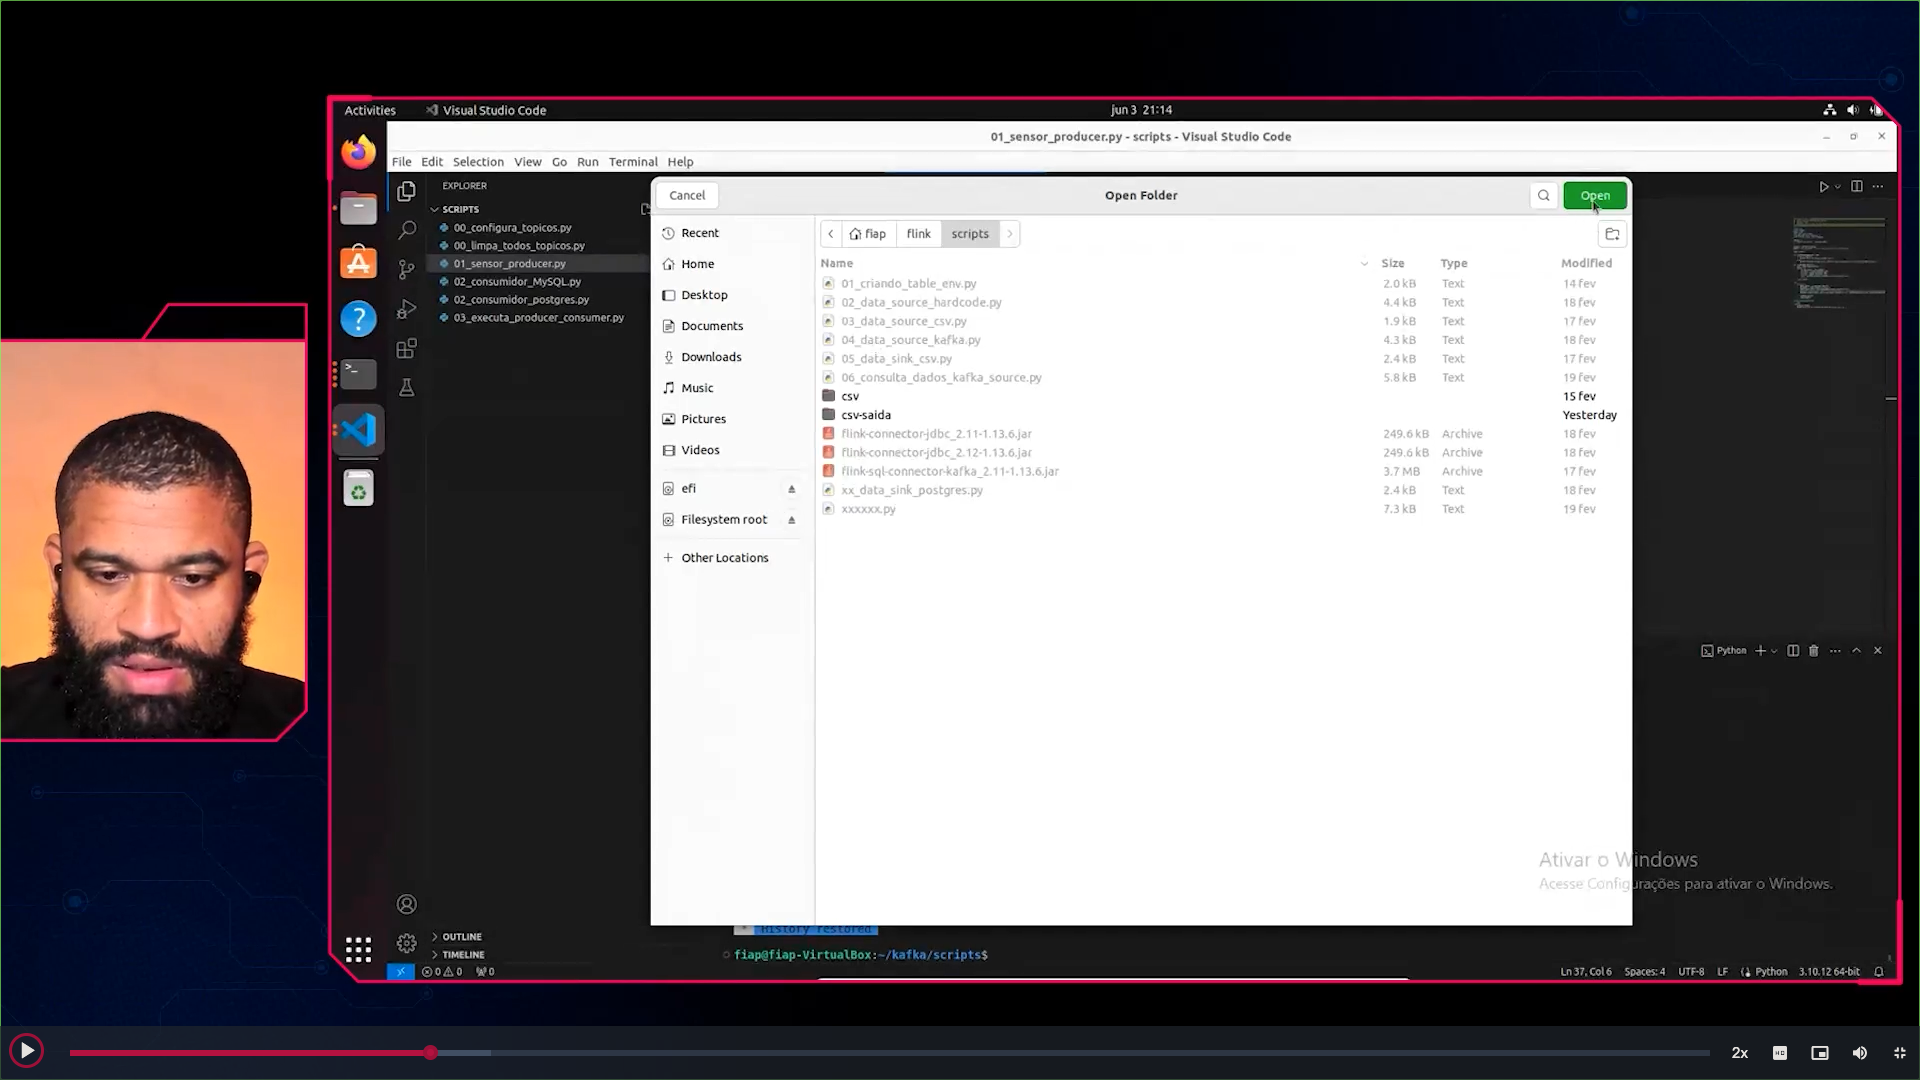 Activities
Visual Studio Code
jun 3 21:14
01_sensor_producer.py - scripts - Visual Studio Code
File Edit Selection View Go Run Terminal Help
EXPLORER
SCRIPTS
00_configura_topicos.py
00_limpa_todos_topicos.py
01_sensor_producer.py
02_consumidor_MySQL.py
02_consumidor_postgres.py
03_executa_producer_consumer.py
OUTLINE
TIMELINE
Cancel
Open Folder
Open
Recent
Home
Desktop
Documents
Downloads
Music
Pictures
Videos
efi
Filesystem root
Other Locations
fiap flink scripts
Name Size Type Modified
01_criando_table_env.py 2.0 kB Text 14 fev
02_data_source_hardcode.py 4.4 kB Text 18 fev
03_data_source_csv.py 1.9 kB Text 17 fev
04_data_source_kafka.py 4.3 kB Text 18 fev
05_data_sink_csv.py 2.4 kB Text 17 fev
06_consulta_dados_kafka_source.py 5.8 kB Text 19 fev
csv 15 fev
csv-saida Yesterday
flink-connector-jdbc_2.11-1.13.6.jar 249.6 kB Archive 18 fev
flink-connector-jdbc_2.12-1.13.6.jar 249.6 kB Archive 18 fev
flink-sql-connector-kafka_2.11-1.13.6.jar 3.7 MB Archive 17 fev
xx_data_sink_postgres.py 2.4 kB Text 18 fev
xxxxxx.py 7.3 kB Text 19 fev
Python
Ativar o Windows
Acesse Configurações para ativar o Windows.
History restored
fiap@fiap-VirtualBox:~/kafka/scripts$
0 0 0
Ln 37, Col 6 Spaces: 4 UTF-8 LF Python 3.10.12 64-bit
2x
HD